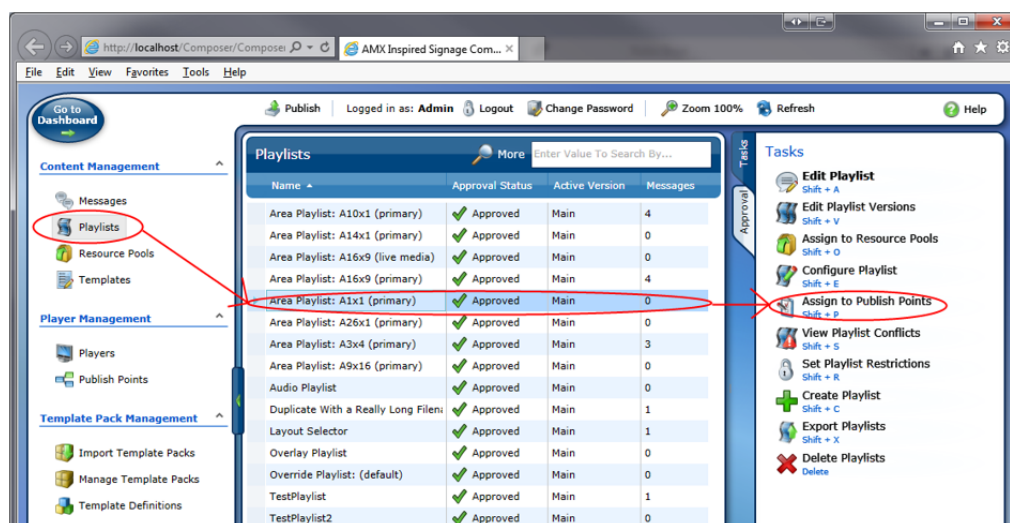 http://localhost/Composer/Composer
AMX Inspired Signage Com...
File Edit View Favorites Tools Help
Go to
Dashboard
Publish Logged in as: Admin Logout Change Password Zoom 100% Refresh Help
Content Management
Messages
Playlists
Resource Pools
Templates
Player Management
Players
Publish Points
Template Pack Management
Import Template Packs
Manage Template Packs
Template Definitions
Playlists More Enter Value To Search By...
Name Approval Status Active Version Messages
Area Playlist: A10x1 (primary) Approved Main 4
Area Playlist: A14x1 (primary) Approved Main 0
Area Playlist: A16x9 (live media) Approved Main 0
Area Playlist: A16x9 (primary) Approved Main 4
Area Playlist: A1x1 (primary) Approved Main 0
Area Playlist: A26x1 (primary) Approved Main 0
Area Playlist: A3x4 (primary) Approved Main 3
Area Playlist: A9x16 (primary) Approved Main 0
Audio Playlist Approved Main 0
Duplicate With a Really Long Filena Approved Main 1
Layout Selector Approved Main 1
Overlay Playlist Approved Main 0
Override Playlist: (default) Approved Main 0
TestPlaylist Approved Main 1
TestPlaylist2 Approved Main 0
Tasks
Approval
Tasks
Edit Playlist
Shift + A
Edit Playlist Versions
Shift + V
Assign to Resource Pools
Shift + O
Configure Playlist
Shift + E
Assign to Publish Points
Shift + P
View Playlist Conflicts
Shift + S
Set Playlist Restrictions
Shift + R
Create Playlist
Shift + C
Export Playlists
Shift + X
Delete Playlists
Delete